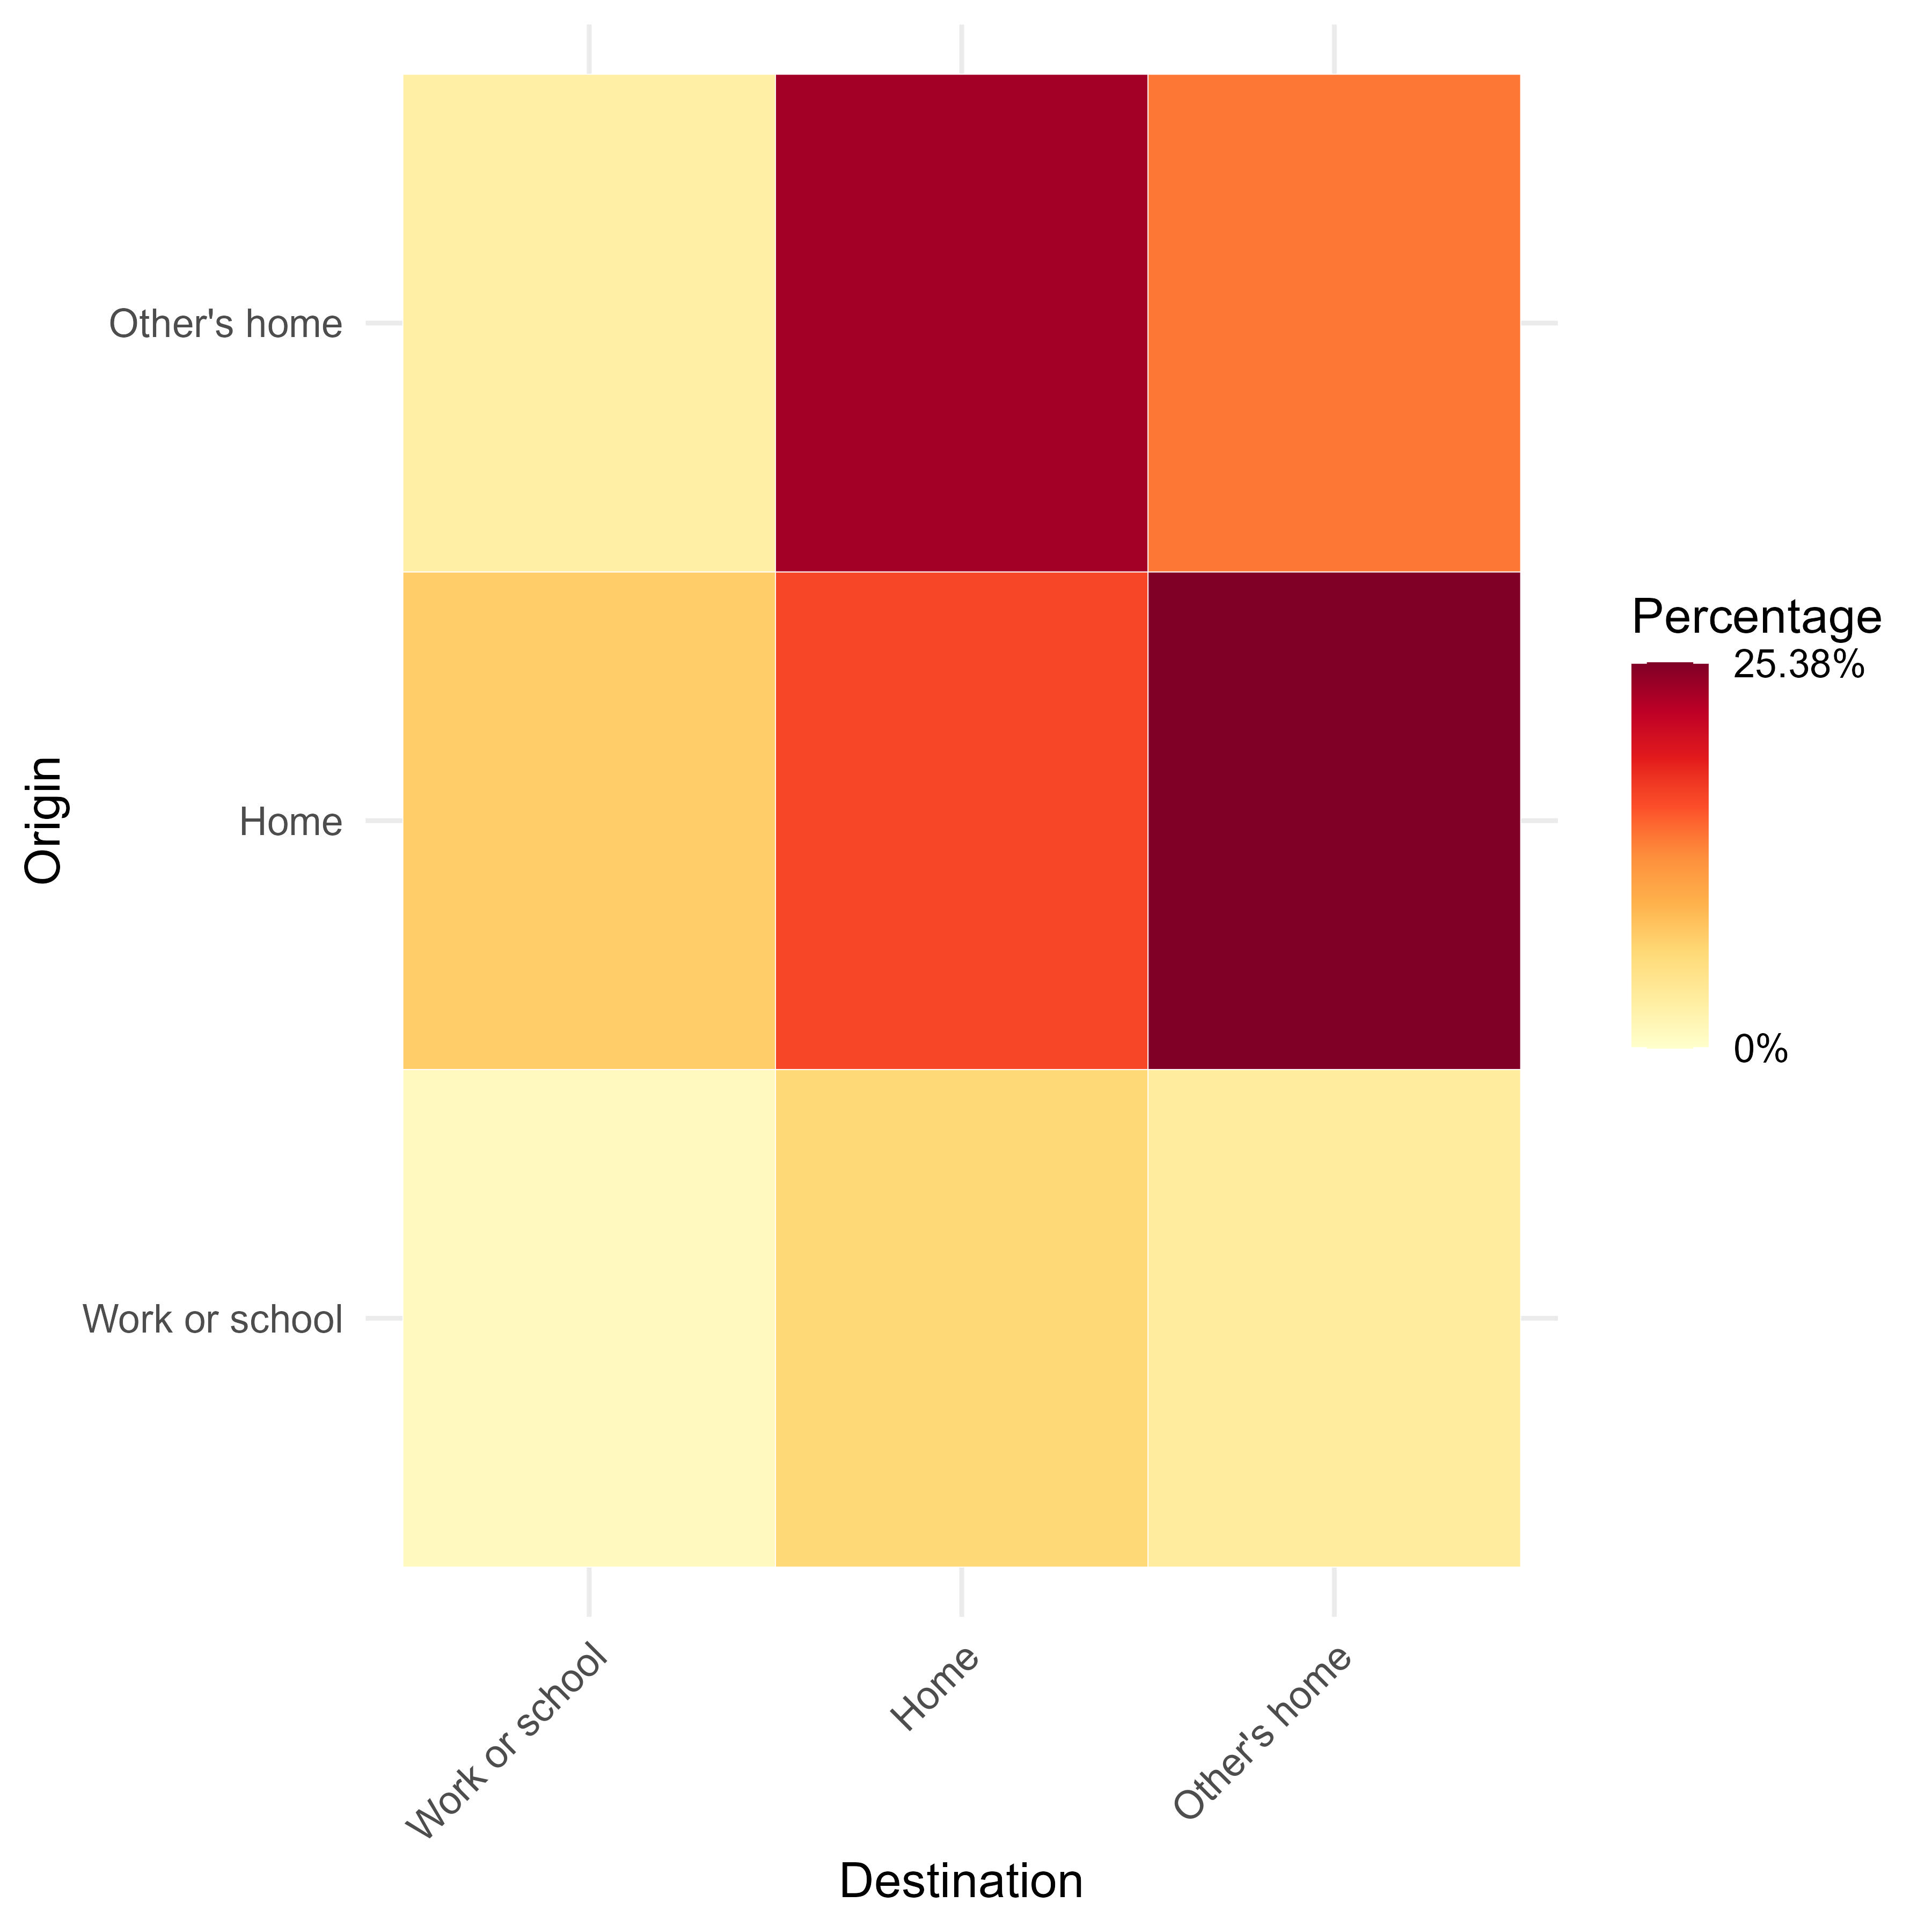 Other's home
Home
Work or school
Origin
Work or school
Home
Other's home
Destination
Percentage
25.38%
0%